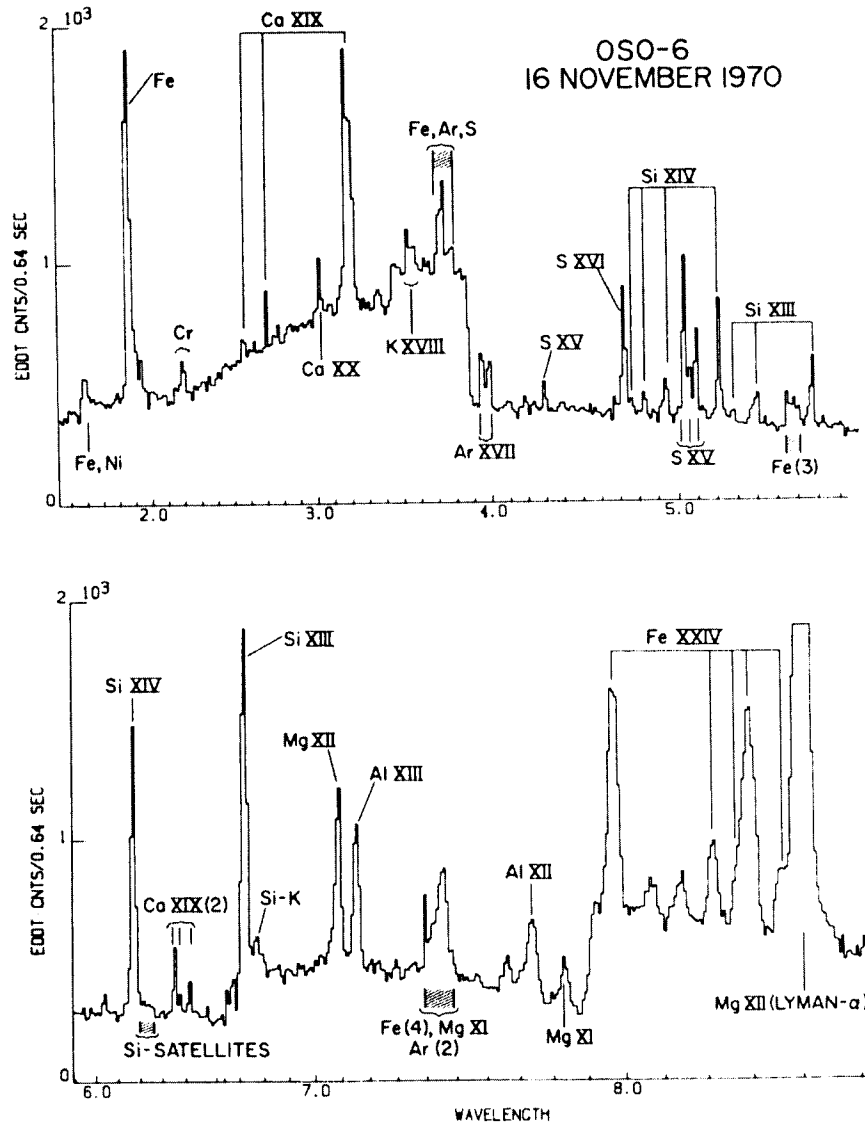 2 10³
Ca XIX
OSO-6
16 NOVEMBER 1970
Fe
Fe, Ar, S
Si XIV
S XVI
EDDT CNTS/0.64 SEC
1
Si XIII
Cr
K XVIII
S XV
Ca XX
Ar XVII
S XV
Fe, Ni
Fe (3)
0
2.0 3.0 4.0 5.0
2 10³
Si XIII
Fe XXIV
Si XIV
Mg XII
Al XIII
EDDT CNTS/0.64 SEC
1
Al XII
Si-K
Ca XIX (2)
Mg XII (LYMAN-α)
Fe (4), Mg XI
Ar (2)
Mg XI
Si-SATELLITES
0
6.0 7.0 8.0
WAVELENGTH